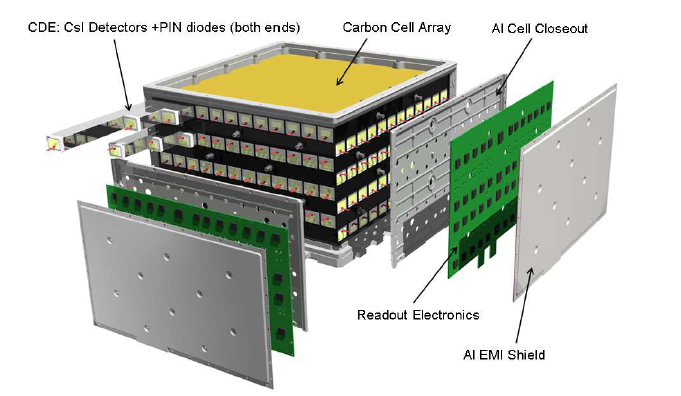 CDE: CsI Detectors +PIN diodes (both ends)
Carbon Cell Array
Al Cell Closeout
Readout Electronics
Al EMI Shield